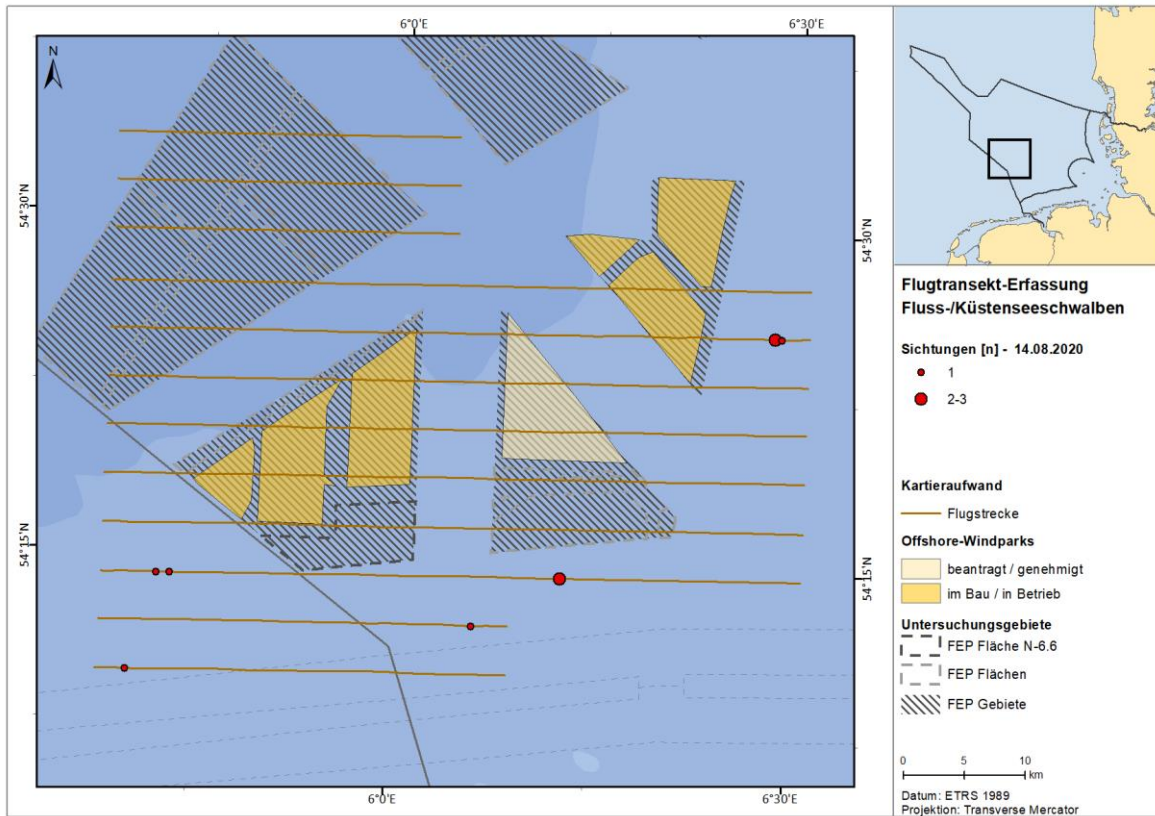 6°0'E 6°30'E
N
54°30'N
54°30'N
54°15'N
54°15'N
6°0'E 6°30'E
Flugtransekt-Erfassung
Fluss-/Küstenseeschwalben
Sichtungen [n] - 14.08.2020
1
2-3
Kartieraufwand
Flugstrecke
Offshore-Windparks
beantragt / genehmigt
im Bau / in Betrieb
Untersuchungsgebiete
FEP Fläche N-6.6
FEP Flächen
FEP Gebiete
0 5 10
km
Datum: ETRS 1989
Projektion: Transverse Mercator